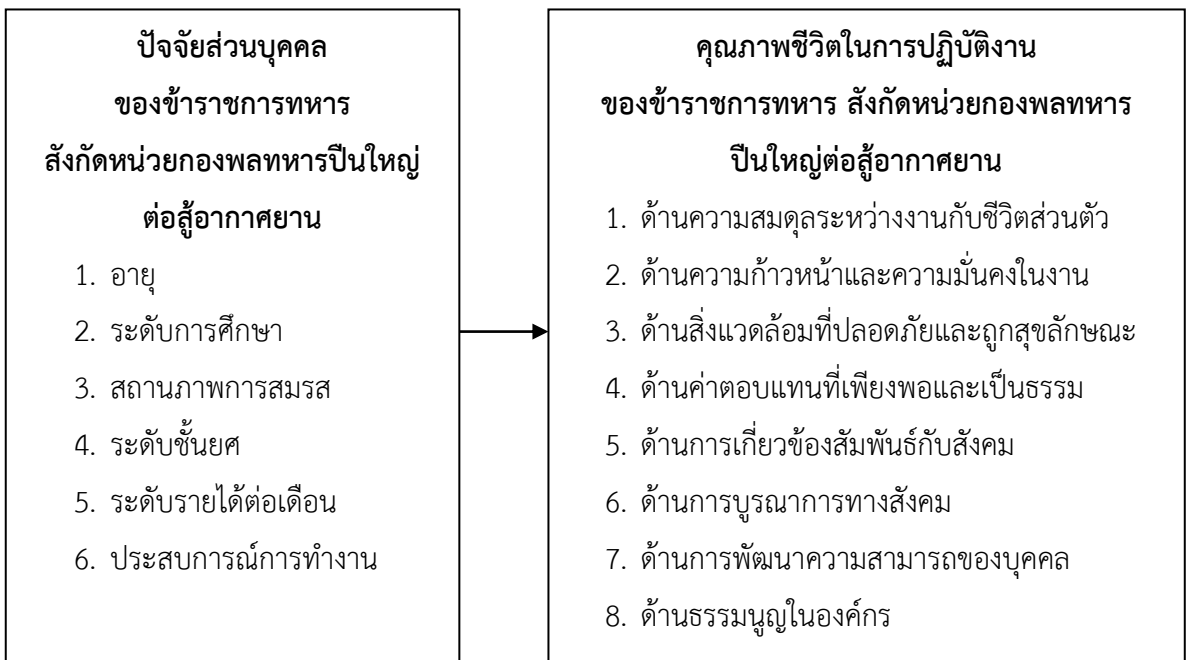 ปัจจัยส่วนบุคคล
ของข้าราชการทหาร
สังกัดหน่วยกองพลทหารปืนใหญ่
ต่อสู้อากาศยาน
1. อายุ
2. ระดับการศึกษา
3. สถานภาพการสมรส
4. ระดับชั้นยศ
5. ระดับรายได้ต่อเดือน
6. ประสบการณ์การทำงาน
คุณภาพชีวิตในการปฏิบัติงาน
ของข้าราชการทหาร สังกัดหน่วยกองพลทหาร
ปืนใหญ่ต่อสู้อากาศยาน
1. ด้านความสมดุลระหว่างงานกับชีวิตส่วนตัว
2. ด้านความก้าวหน้าและความมั่นคงในงาน
3. ด้านสิ่งแวดล้อมที่ปลอดภัยและถูกสุขลักษณะ
4. ด้านค่าตอบแทนที่เพียงพอและเป็นธรรม
5. ด้านการเกี่ยวข้องสัมพันธ์กับสังคม
6. ด้านการบูรณาการทางสังคม
7. ด้านการพัฒนาความสามารถของบุคคล
8. ด้านธรรมนูญในองค์กร